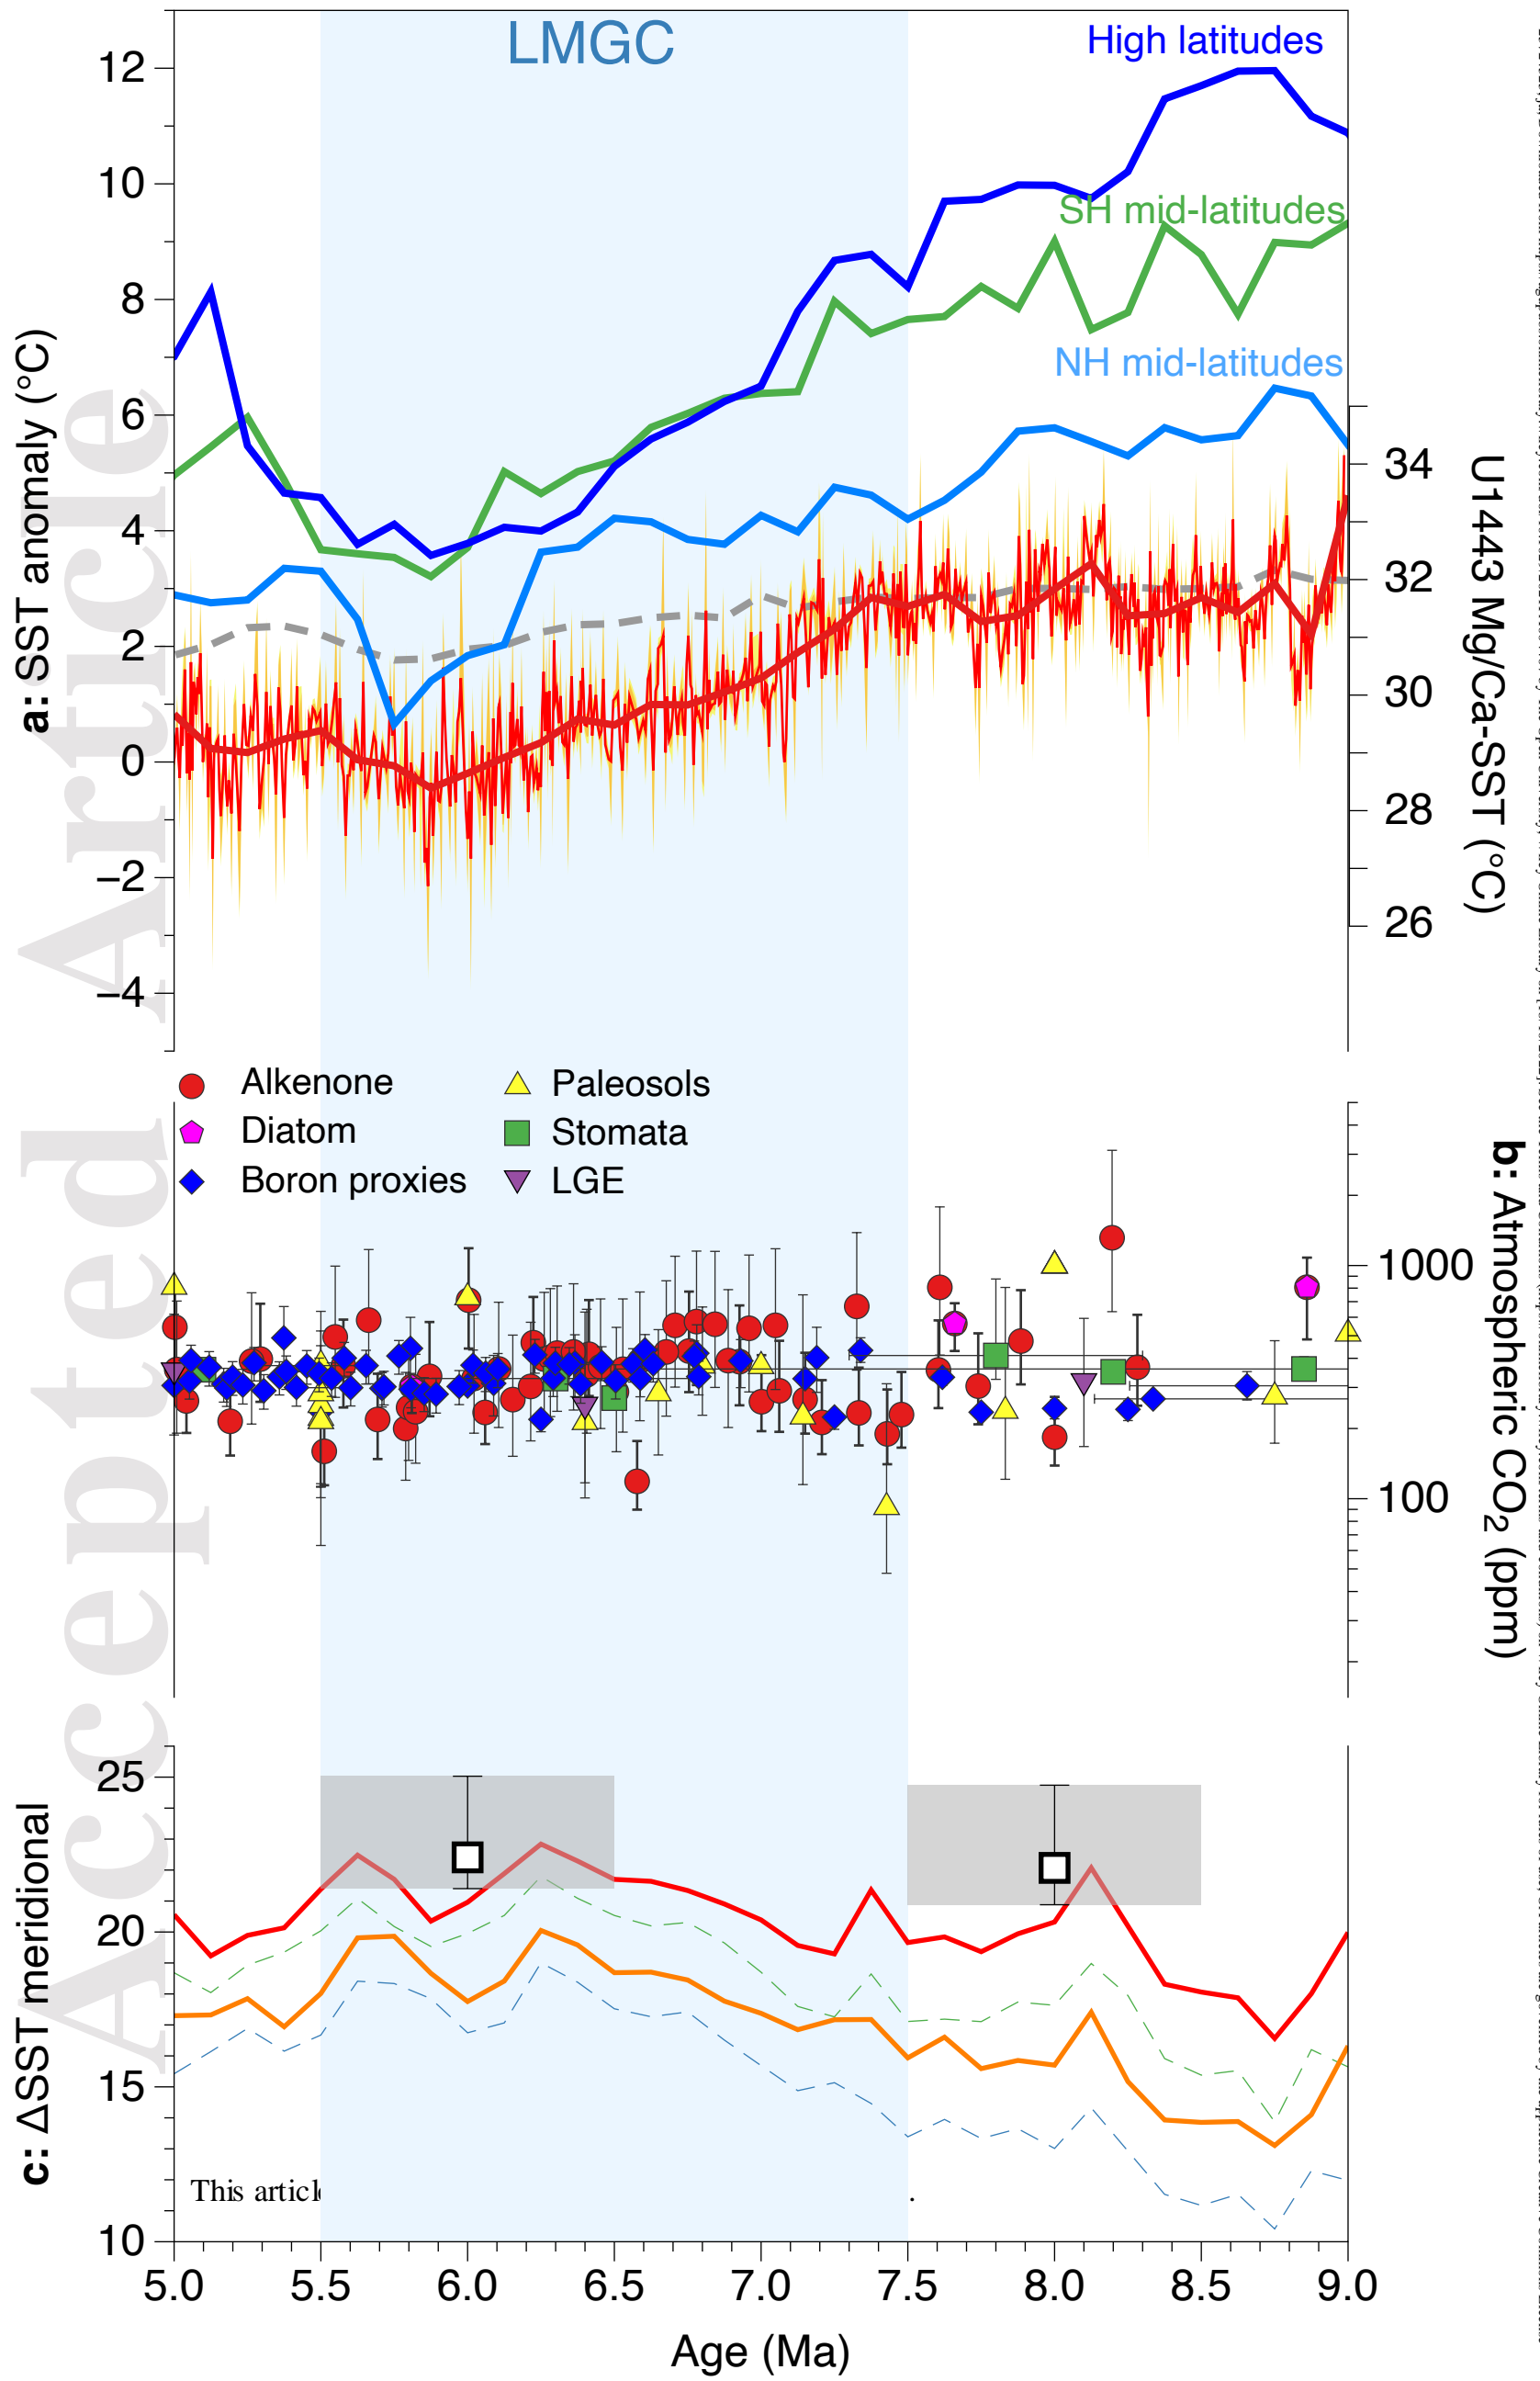 LMGC
High latitudes
SH mid-latitudes
NH mid-latitudes
12
10
8
6
4
2
0
−2
−4
a: SST anomaly (°C)
34
32
30
28
26
U1443 Mg/Ca-SST (°C)
Alkenone
Diatom
Boron proxies
Paleosols
Stomata
LGE
1000
100
b: Atmospheric CO2 (ppm)
25
20
15
10
c: ΔSST meridional
This article
.
5.0 5.5 6.0 6.5 7.0 7.5 8.0 8.5 9.0
Age (Ma)
Accepted Article